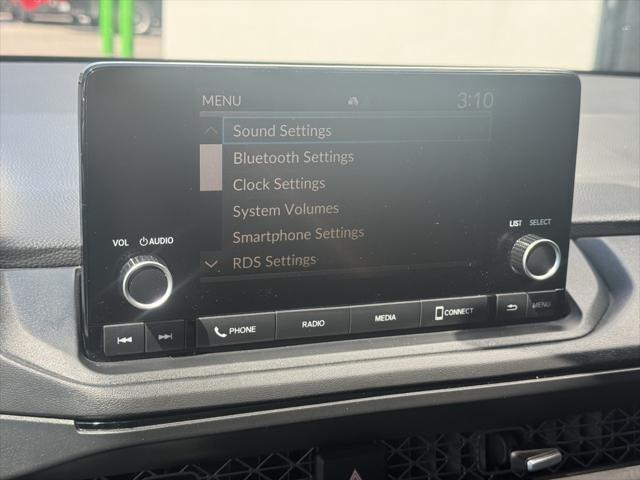 MENU 3:10
Sound Settings
Bluetooth Settings
Clock Settings
System Volumes
Smartphone Settings
RDS Settings
VOL AUDIO
LIST SELECT
PHONE RADIO MEDIA CONNECT MENU